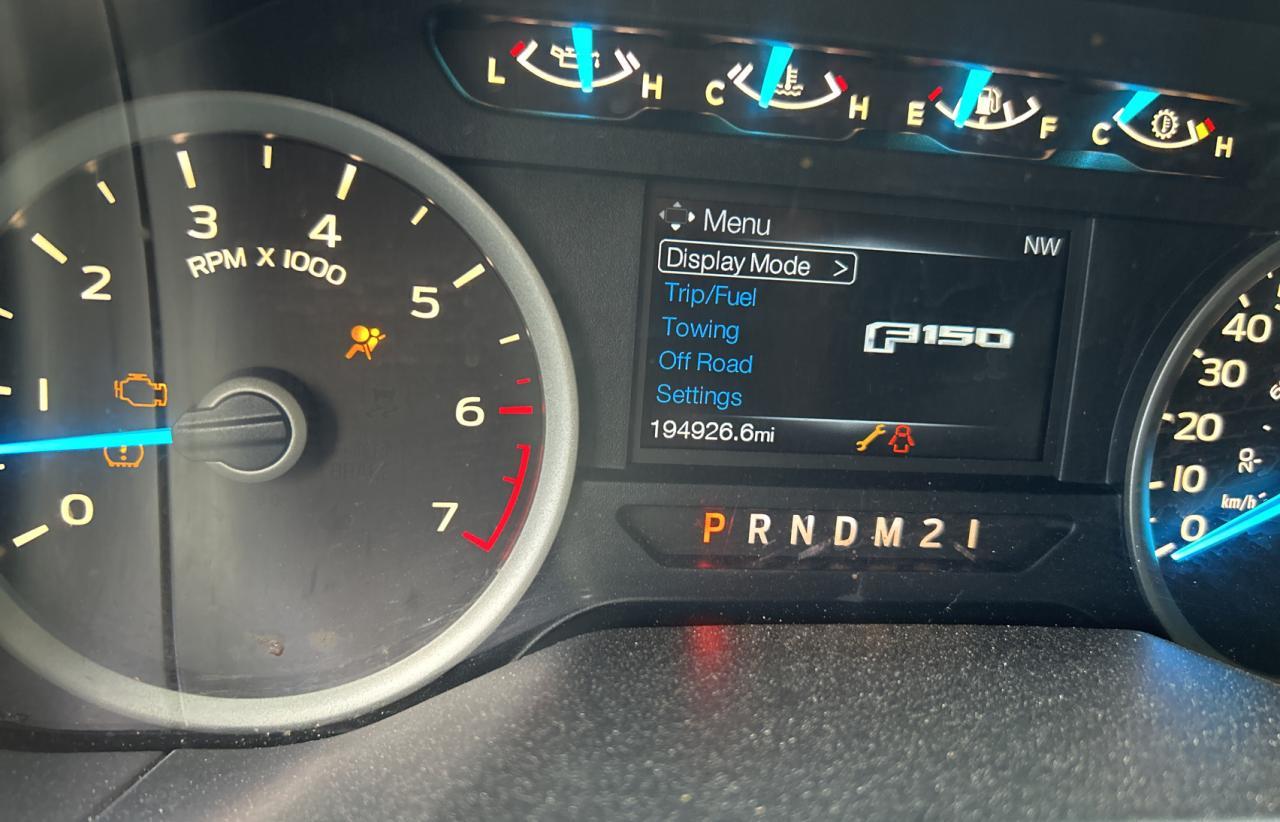 L H
C H
E F
C H
3 4
RPM X 1000
2 5
1 6
0 7
Menu
NW
Display Mode >
Trip/Fuel
Towing
F150
Off Road
Settings
194926.6mi
P R N D M 2 1
40
30
20
20
10
km/h
0